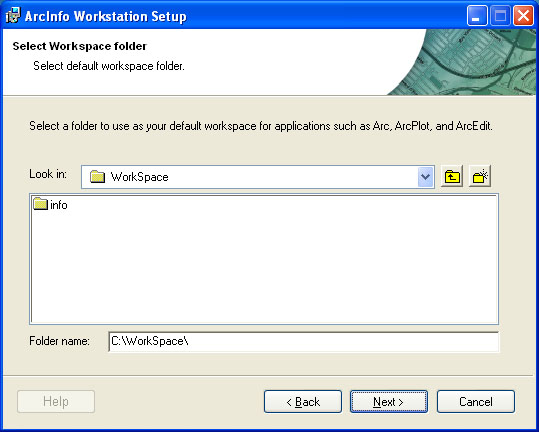 ArcInfo Workstation Setup
Select Workspace folder
Select default workspace folder.
Select a folder to use as your default workspace for applications such as Arc, ArcPlot, and ArcEdit.
Look in: WorkSpace
info
Folder name: C:\WorkSpace\
Help < Back Next > Cancel